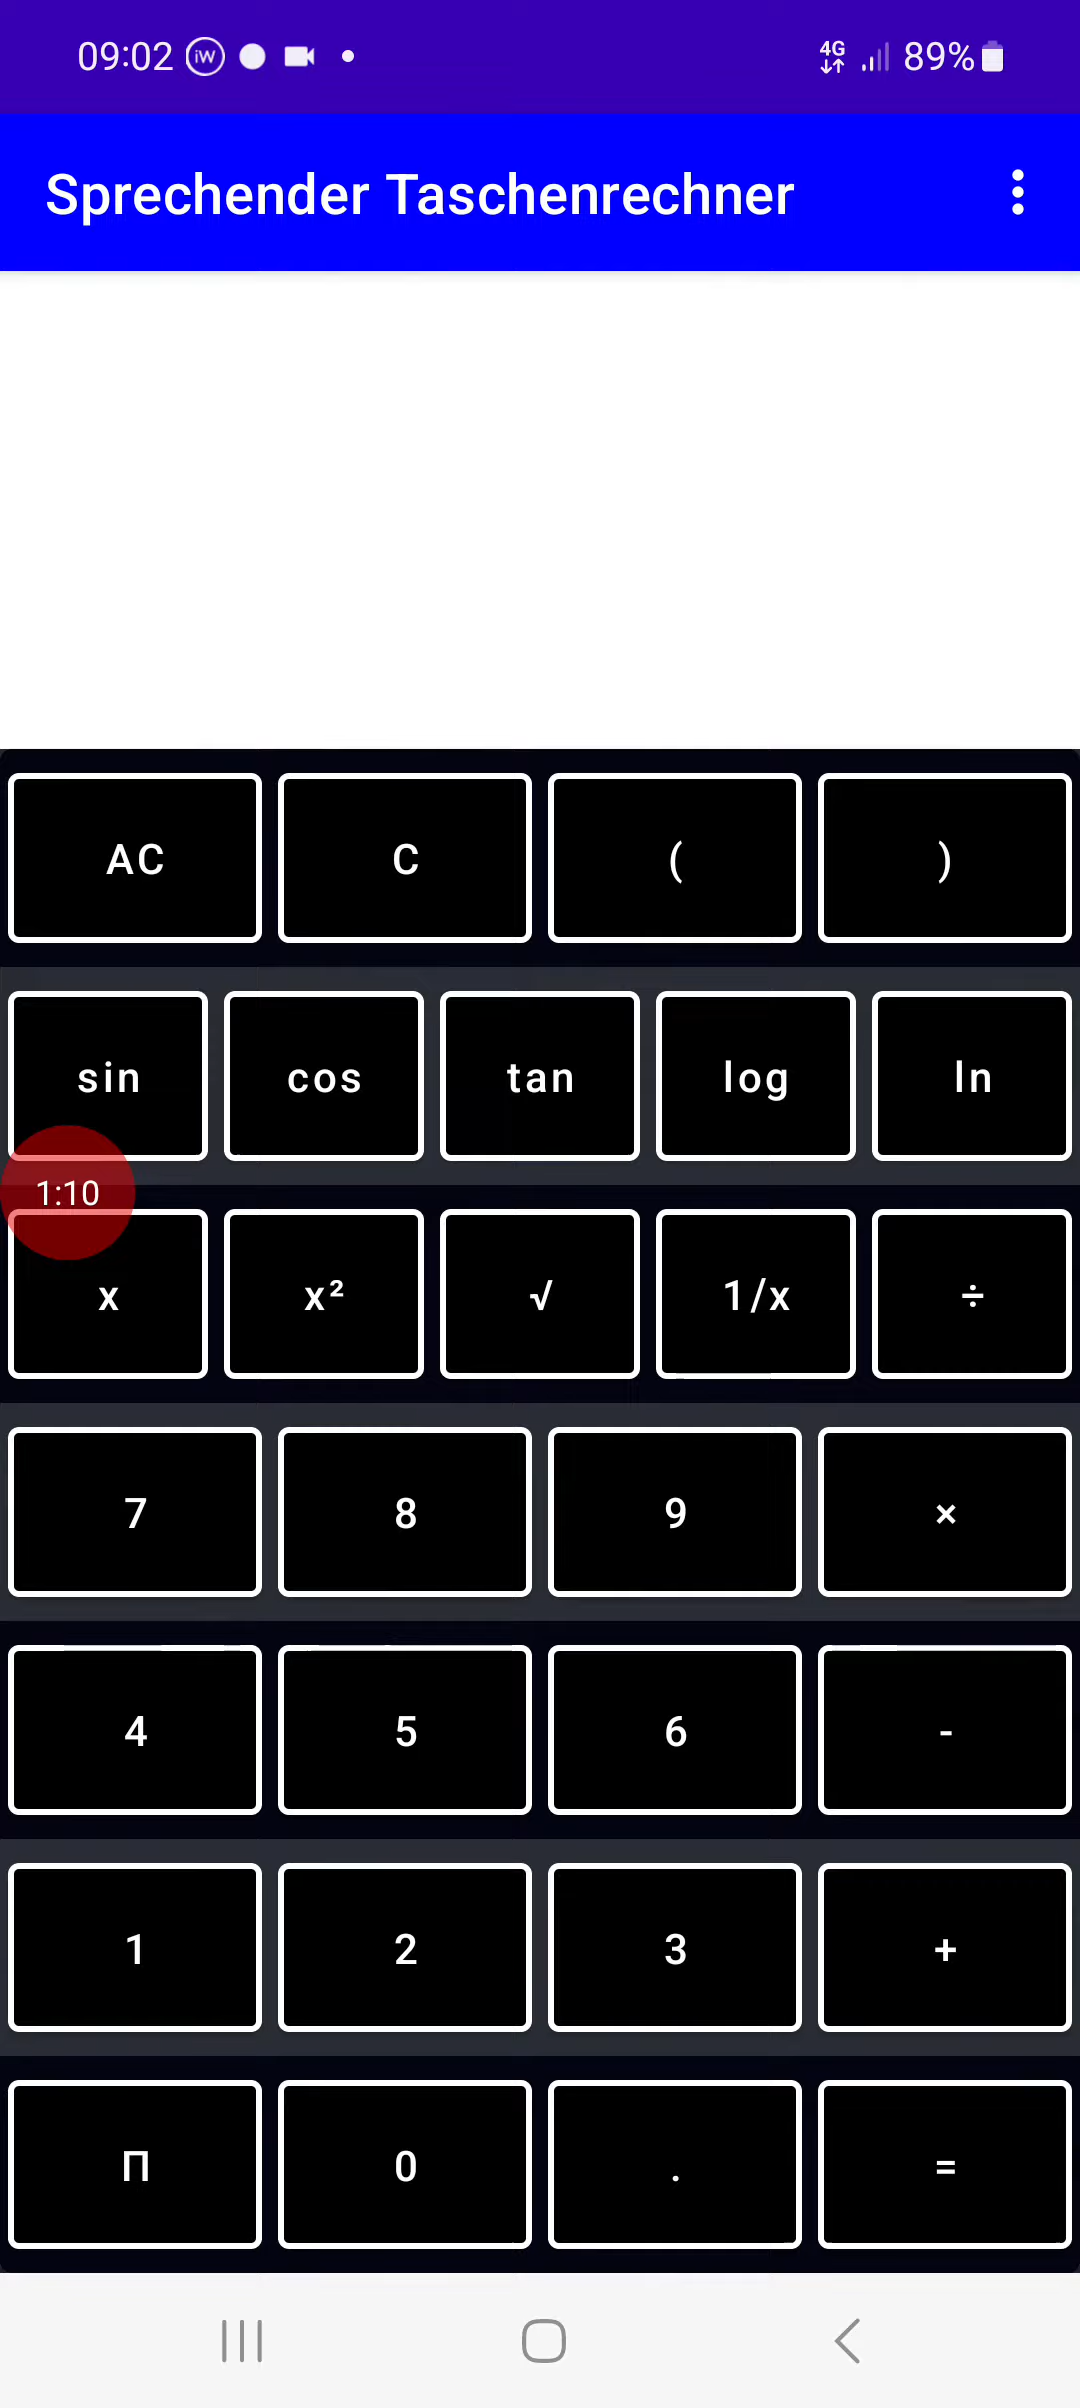 09:02 iW 4G 89%
Sprechender Taschenrechner
AC C ( )
sin cos tan log ln
1:10
x x² √ 1/x ÷
7 8 9 ×
4 5 6 -
1 2 3 +
Π 0 . =